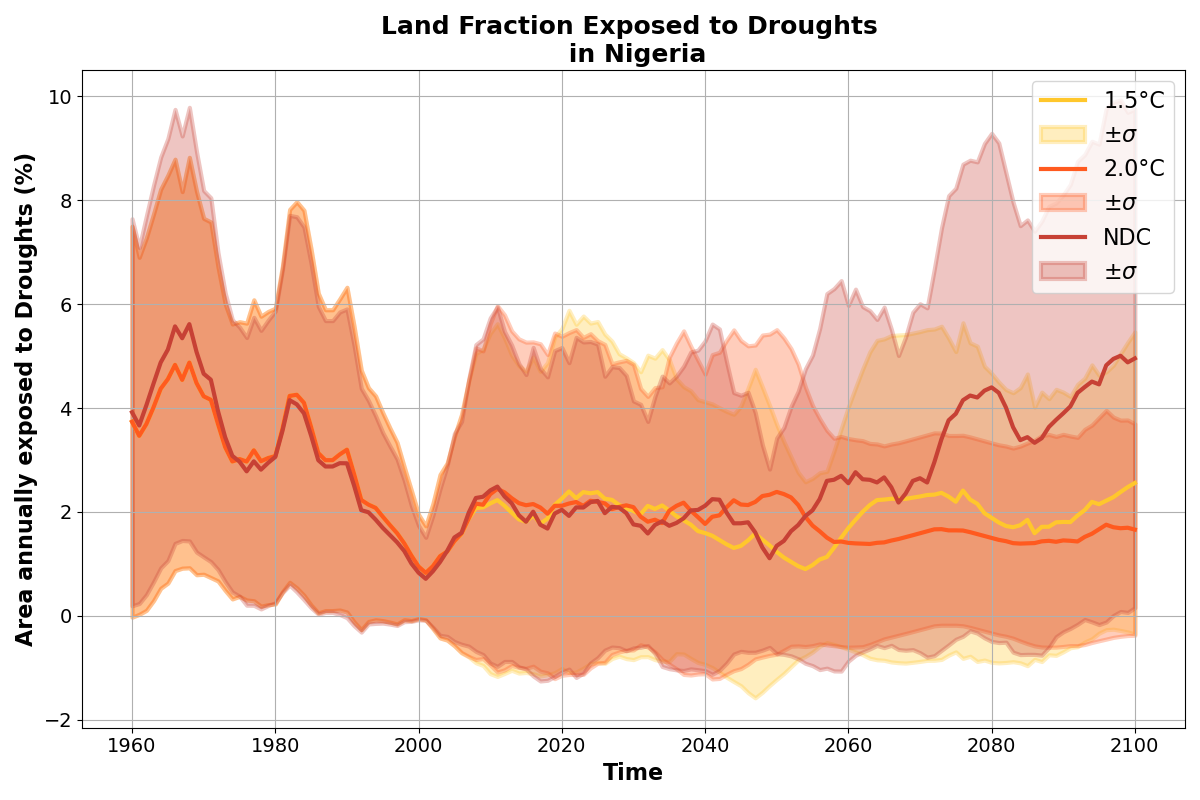 Land Fraction Exposed to Droughts
in Nigeria
Area annually exposed to Droughts (%)
10
8
6
4
2
0
−2
1.5°C
±σ
2.0°C
±σ
NDC
±σ
1960
1980
2000
2020
2040
2060
2080
2100
Time